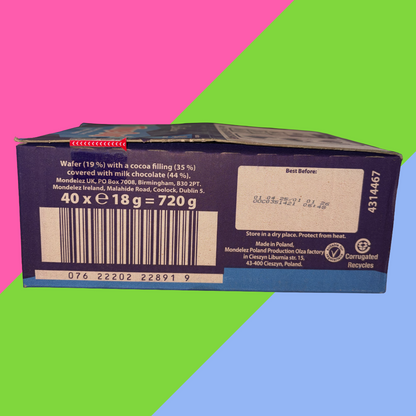 Wafer (19 %) with a cocoa filling (35 %)
covered with milk chocolate (44 %).
Mondelez UK, PO Box 7008, Birmingham, B30 2PT.
Mondelez Ireland, Malahide Road, Coolock, Dublin 5.
40 x ℮ 18 g = 720 g
076 22202 22891 9
Best Before:
Store in a dry place. Protect from heat.
Made in Poland,
Mondelez Poland Production Olza factory
in Cieszyn Liburnia str. 15,
43-400 Cieszyn, Poland.
Corrugated
Recycles
4314467